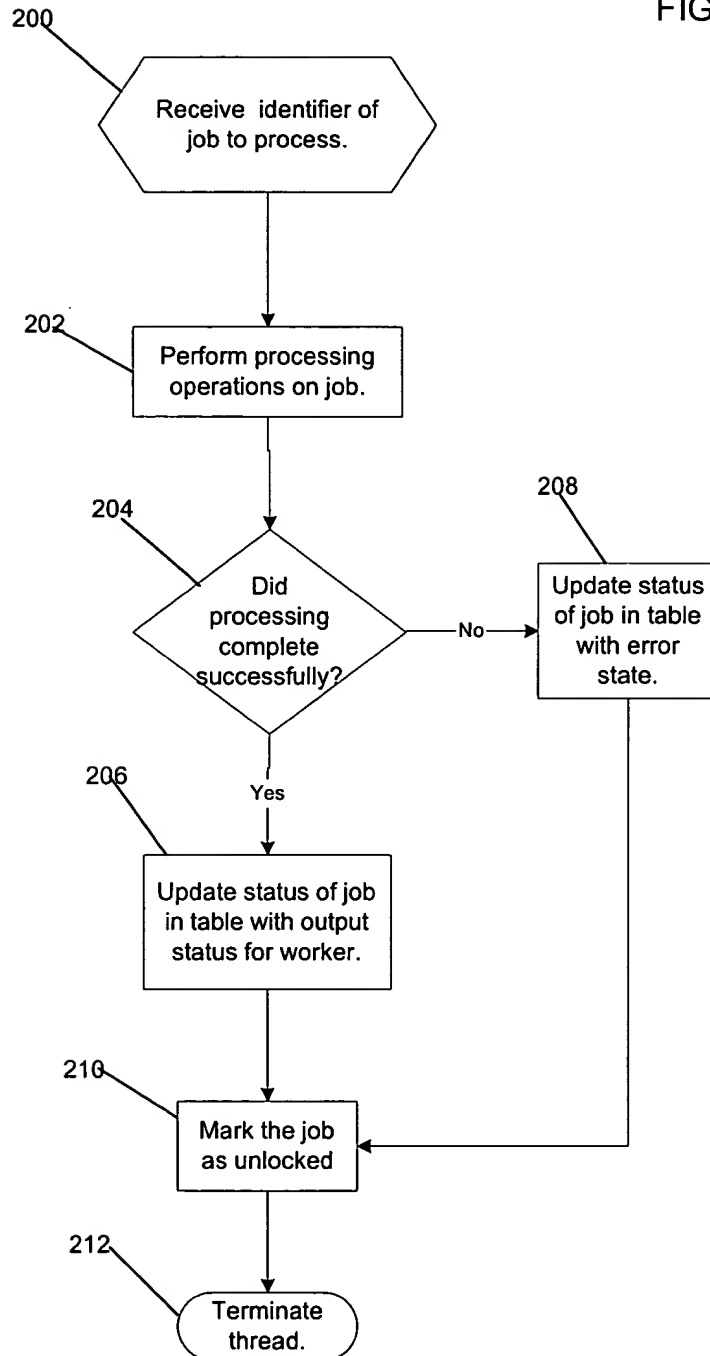 FIG
200
Receive identifier of
job to process.
202
Perform processing
operations on job.
204
Did
processing
complete
successfully?
No
208
Update status
of job in table
with error
state.
Yes
206
Update status of job
in table with output
status for worker.
210
Mark the job
as unlocked
212
Terminate
thread.